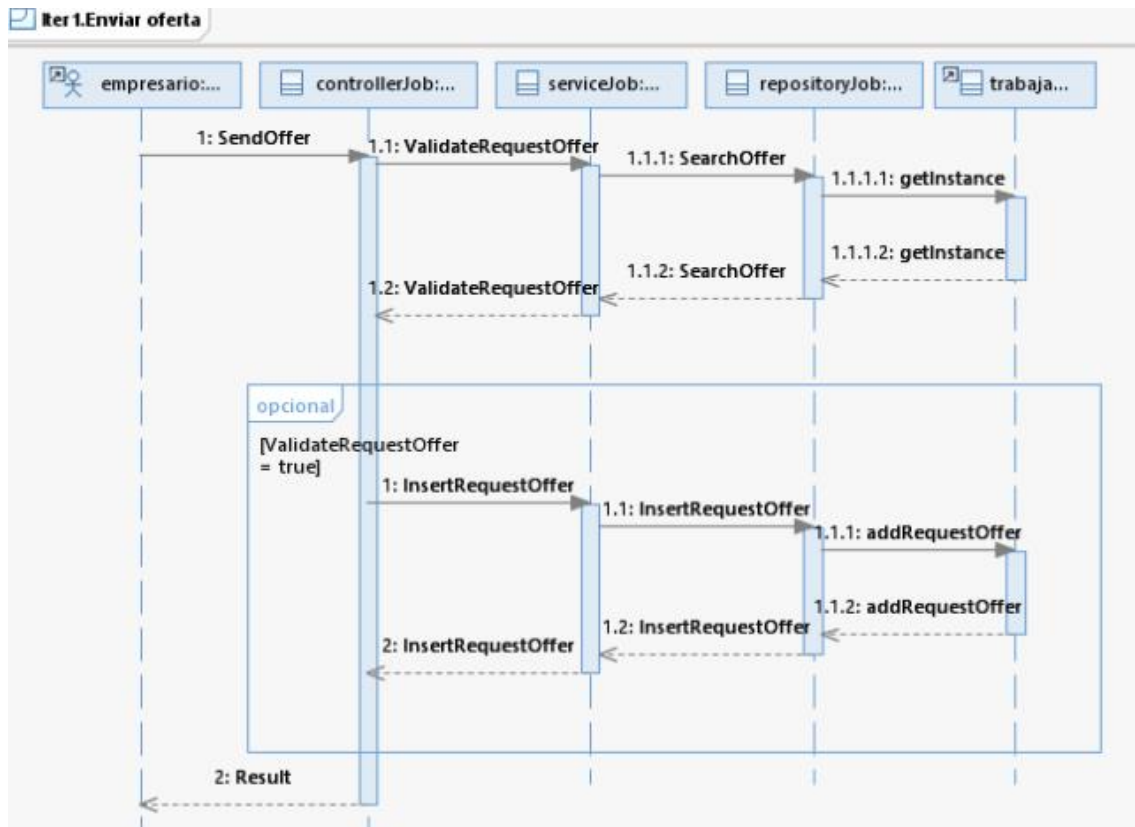 Iter1.Enviar oferta
empresario:...
controllerJob:...
serviceJob:...
repositoryJob:...
trabaja...
1: SendOffer
1.1: ValidateRequestOffer
1.1.1: SearchOffer
1.1.1.1: getInstance
1.1.1.2: getInstance
1.1.2: SearchOffer
1.2: ValidateRequestOffer
opcional
[ValidateRequestOffer
= true]
1: InsertRequestOffer
1.1: InsertRequestOffer
1.1.1: addRequestOffer
1.1.2: addRequestOffer
1.2: InsertRequestOffer
2: InsertRequestOffer
2: Result